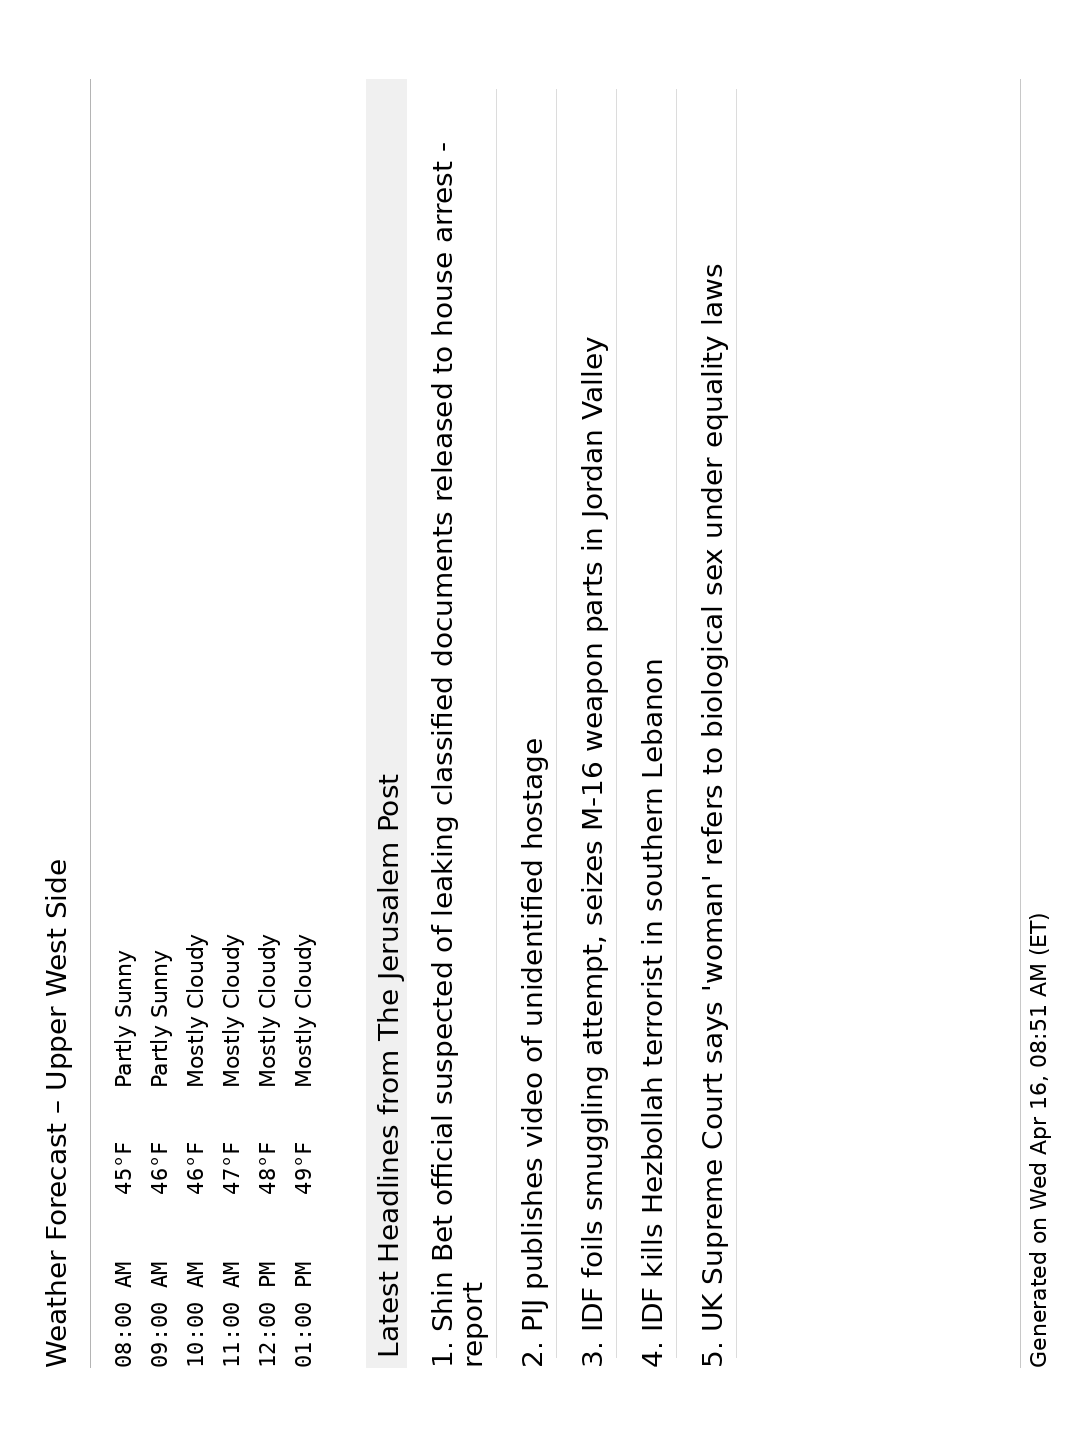 Weather Forecast – Upper West Side
08:00 AM 45°F Partly Sunny
09:00 AM 46°F Partly Sunny
10:00 AM 46°F Mostly Cloudy
11:00 AM 47°F Mostly Cloudy
12:00 PM 48°F Mostly Cloudy
01:00 PM 49°F Mostly Cloudy
Latest Headlines from The Jerusalem Post
1. Shin Bet official suspected of leaking classified documents released to house arrest -
report
2. PIJ publishes video of unidentified hostage
3. IDF foils smuggling attempt, seizes M-16 weapon parts in Jordan Valley
4. IDF kills Hezbollah terrorist in southern Lebanon
5. UK Supreme Court says 'woman' refers to biological sex under equality laws
Generated on Wed Apr 16, 08:51 AM (ET)